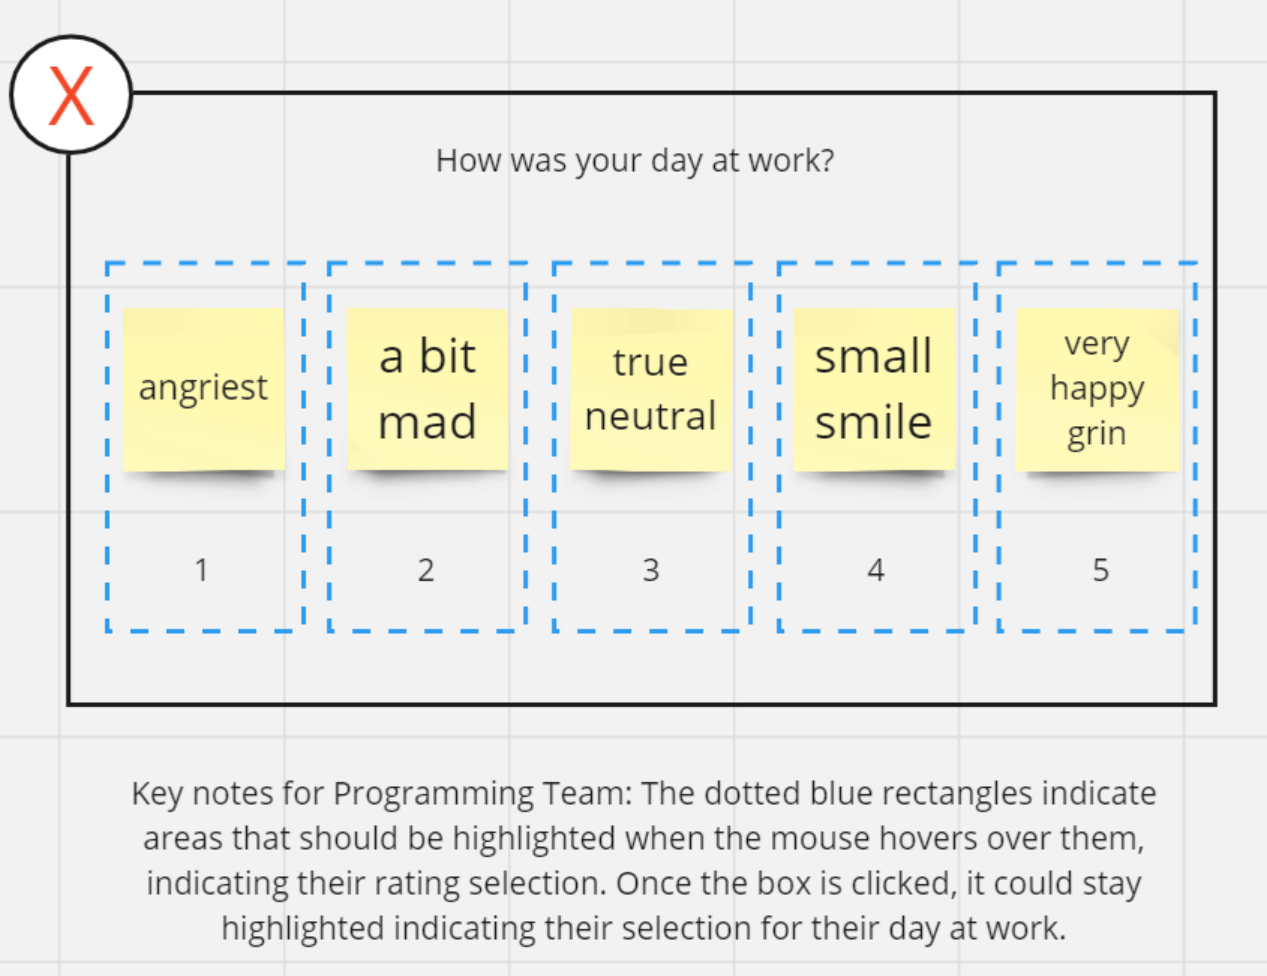 X
How was your day at work?
angriest
a bit
mad
true
neutral
small
smile
very
happy
grin
1
2
3
4
5
Key notes for Programming Team: The dotted blue rectangles indicate
areas that should be highlighted when the mouse hovers over them,
indicating their rating selection. Once the box is clicked, it could stay
highlighted indicating their selection for their day at work.